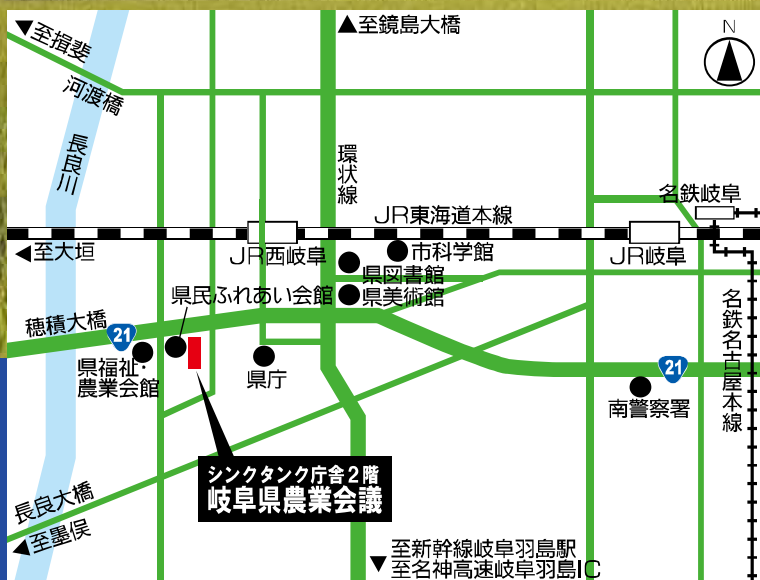 ▼至揖斐
▲至鏡島大橋
N
河渡橋
長良川
環状線
名鉄岐阜
JR東海道本線
◀至大垣
JR西岐阜
市科学館
JR岐阜
県図書館
県民ふれあい会館
県美術館
名鉄名古屋本線
穂積大橋
21
県福祉・
農業会館
県庁
21
南警察署
シンクタンク庁舎2階
岐阜県農業会議
長良大橋
◀至墨俣
▼至新幹線岐阜羽島駅
至名神高速岐阜羽島IC